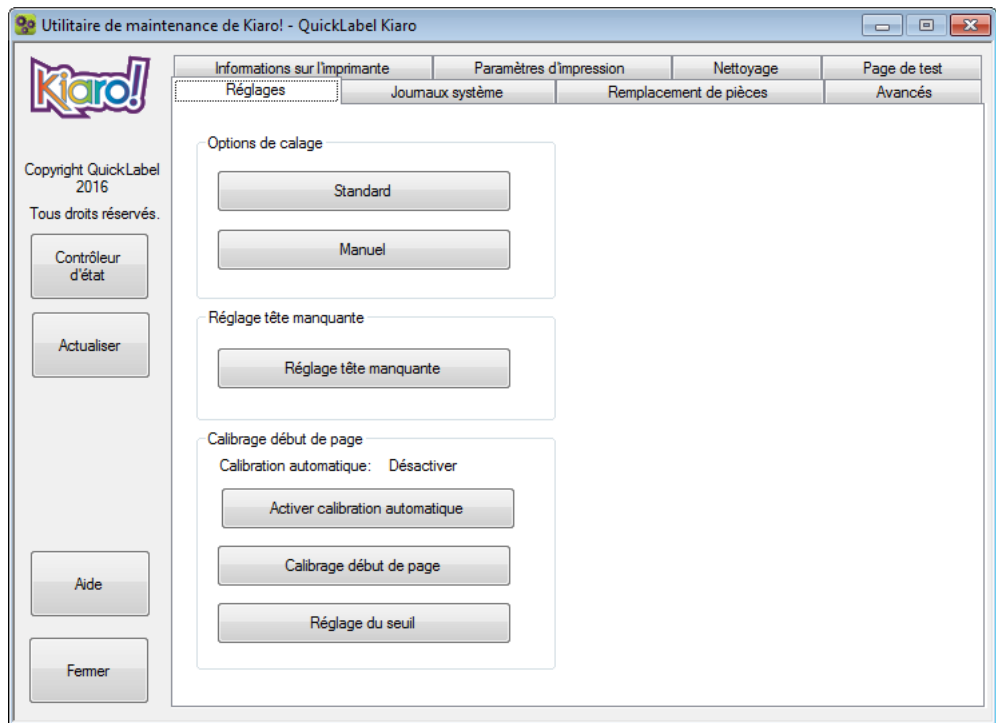 Utilitaire de maintenance de Kiaro! - QuickLabel Kiaro
Kiaro!
Copyright QuickLabel
2016
Tous droits réservés.
Contrôleur
d'état
Actualiser
Aide
Fermer
Informations sur l'imprimante
Paramètres d'impression
Nettoyage
Page de test
Réglages
Journaux système
Remplacement de pièces
Avancés
Options de calage
Standard
Manuel
Réglage tête manquante
Réglage tête manquante
Calibrage début de page
Calibration automatique: Désactiver
Activer calibration automatique
Calibrage début de page
Réglage du seuil